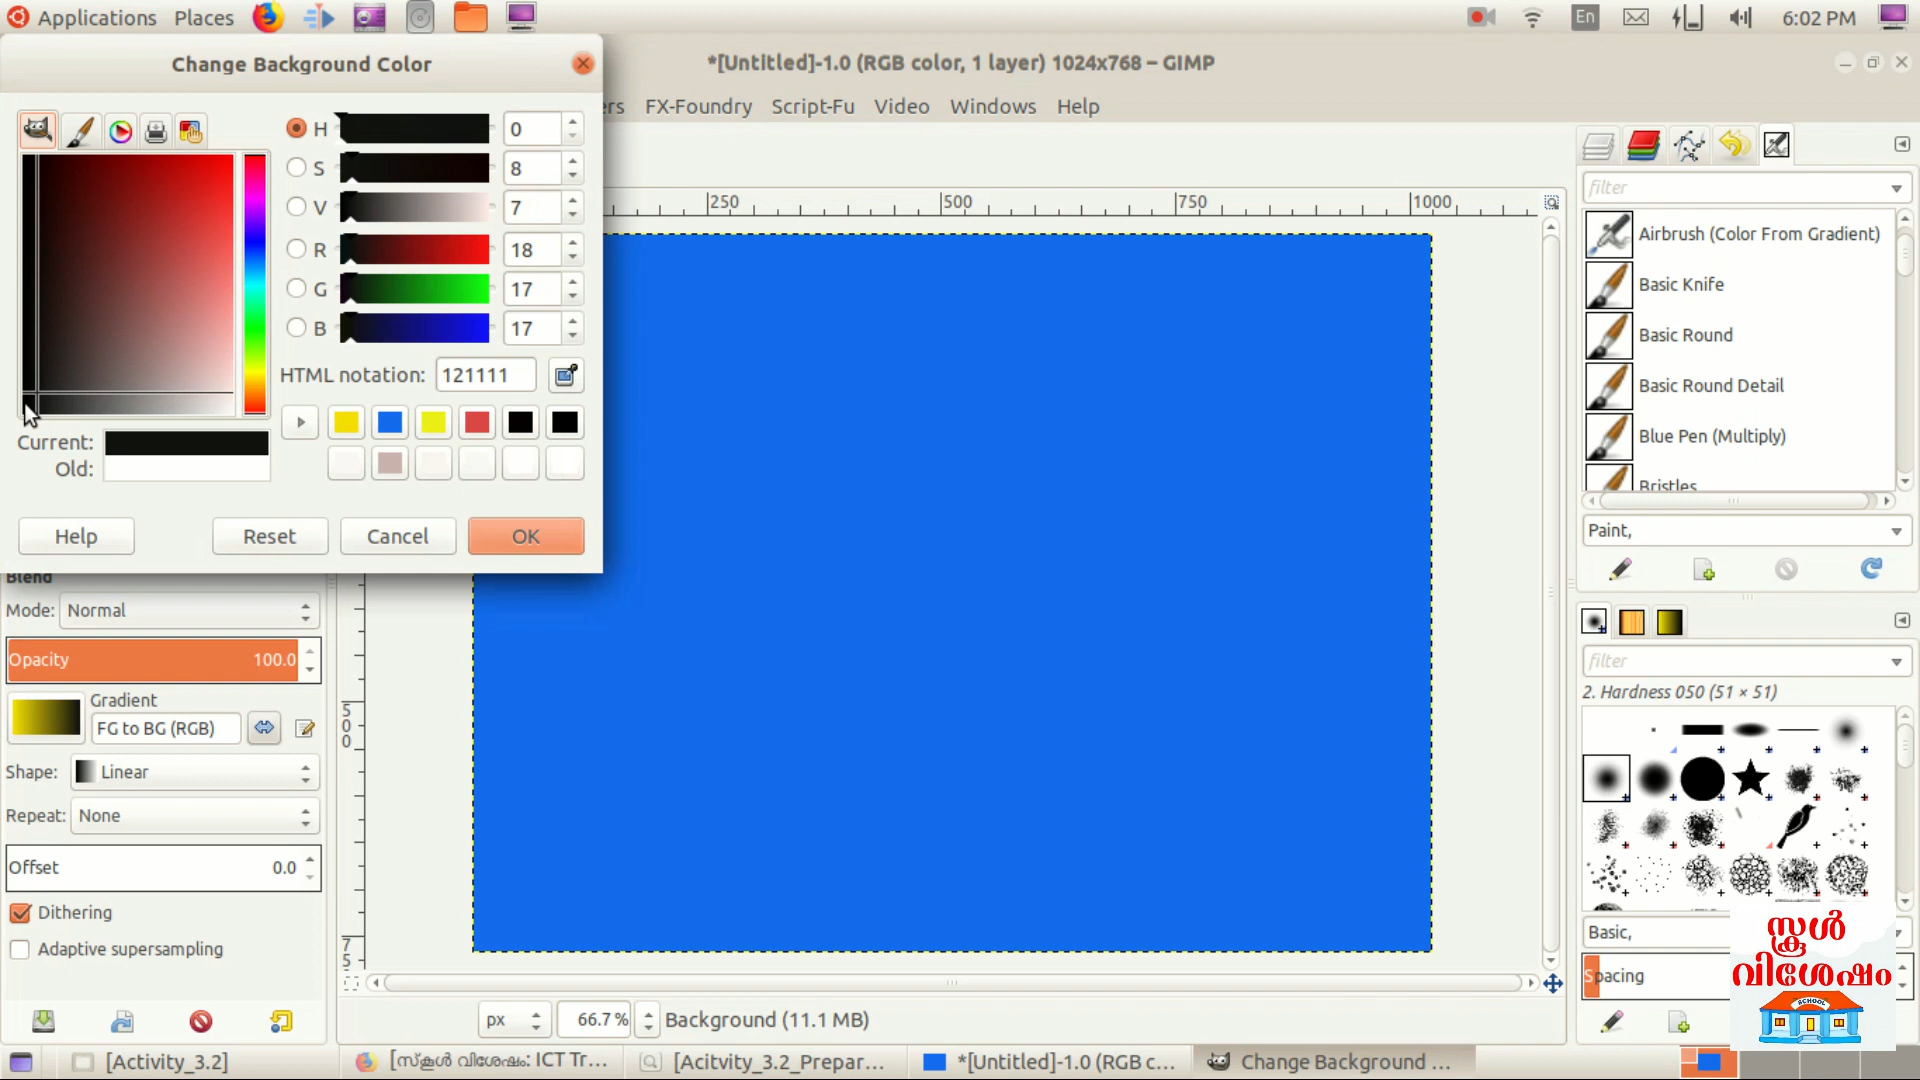 Applications Places En 6:02 PM
Change Background Color
*[Untitled]-1.0 (RGB color, 1 layer) 1024x768 – GIMP
rs FX-Foundry Script-Fu Video Windows Help
H 0
S 8
V 7
R 18
G 17
B 17
HTML notation: 121111
Current:
Old:
Help Reset Cancel OK
250 500 750 1000
filter
Airbrush (Color From Gradient)
Basic Knife
Basic Round
Basic Round Detail
Blue Pen (Multiply)
Bristles
Paint,
filter
2. Hardness 050 (51 × 51)
Basic,
Spacing
സ്കൂൾ
വിശേഷം
SCHOOL
Blend
Mode: Normal
Opacity 100.0
Gradient
FG to BG (RGB)
Shape: Linear
Repeat: None
Offset 0.0
Dithering
Adaptive supersampling
500
75
px 66.7 % Background (11.1 MB)
[Activity_3.2] [സ്കൂൾ വിശേഷം: ICT Tr... [Acitvity_3.2_Prepar... *[Untitled]-1.0 (RGB c... Change Background ...